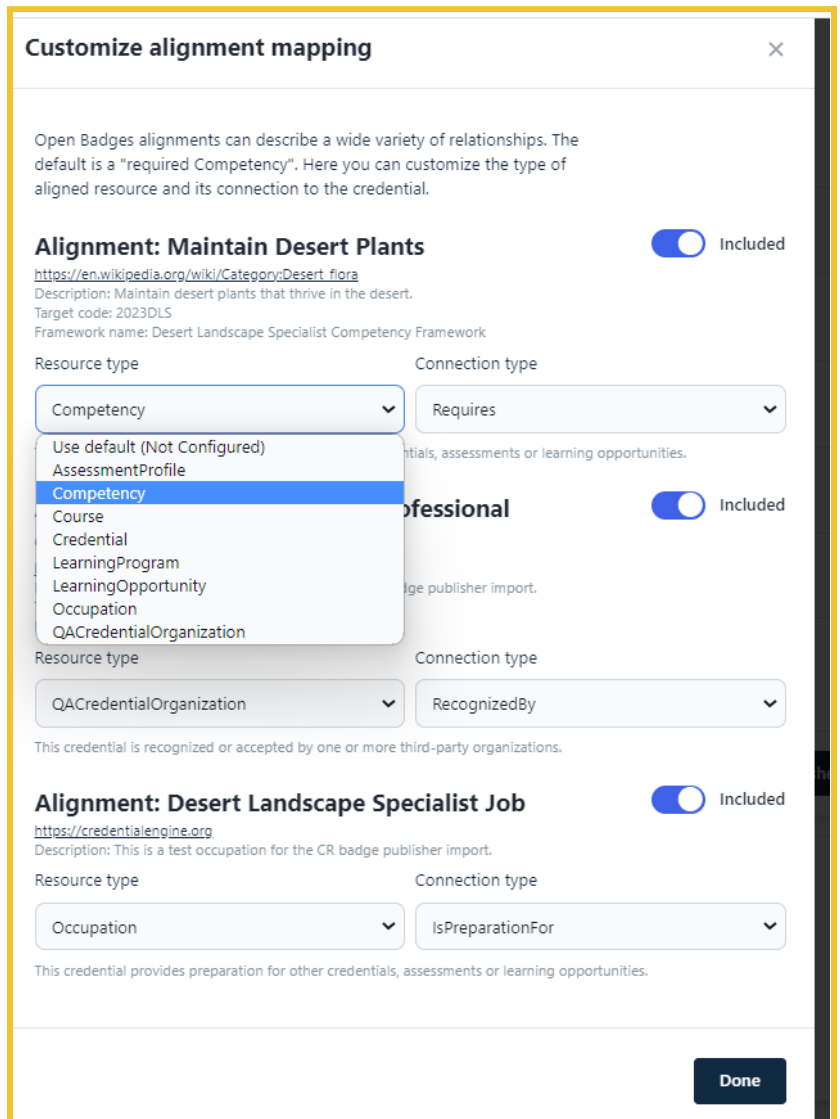 Customize alignment mapping
Open Badges alignments can describe a wide variety of relationships. The
default is a "required Competency". Here you can customize the type of
aligned resource and its connection to the credential.
Alignment: Maintain Desert Plants
Included
https://en.wikipedia.org/wiki/Category:Desert_flora
Description: Maintain desert plants that thrive in the desert.
Target code: 2023DLS
Framework name: Desert Landscape Specialist Competency Framework
Resource type
Connection type
Competency
Requires
Use default (Not Configured)
AssessmentProfile
Competency
Course
Credential
LearningProgram
LearningOpportunity
Occupation
QACredentialOrganization
assessments or learning opportunities.
Included
publisher import.
Resource type
Connection type
QACredentialOrganization
RecognizedBy
This credential is recognized or accepted by one or more third-party organizations.
Alignment: Desert Landscape Specialist Job
Included
https://credentialengine.org
Description: This is a test occupation for the CR badge publisher import.
Resource type
Connection type
Occupation
IsPreparationFor
This credential provides preparation for other credentials, assessments or learning opportunities.
Done